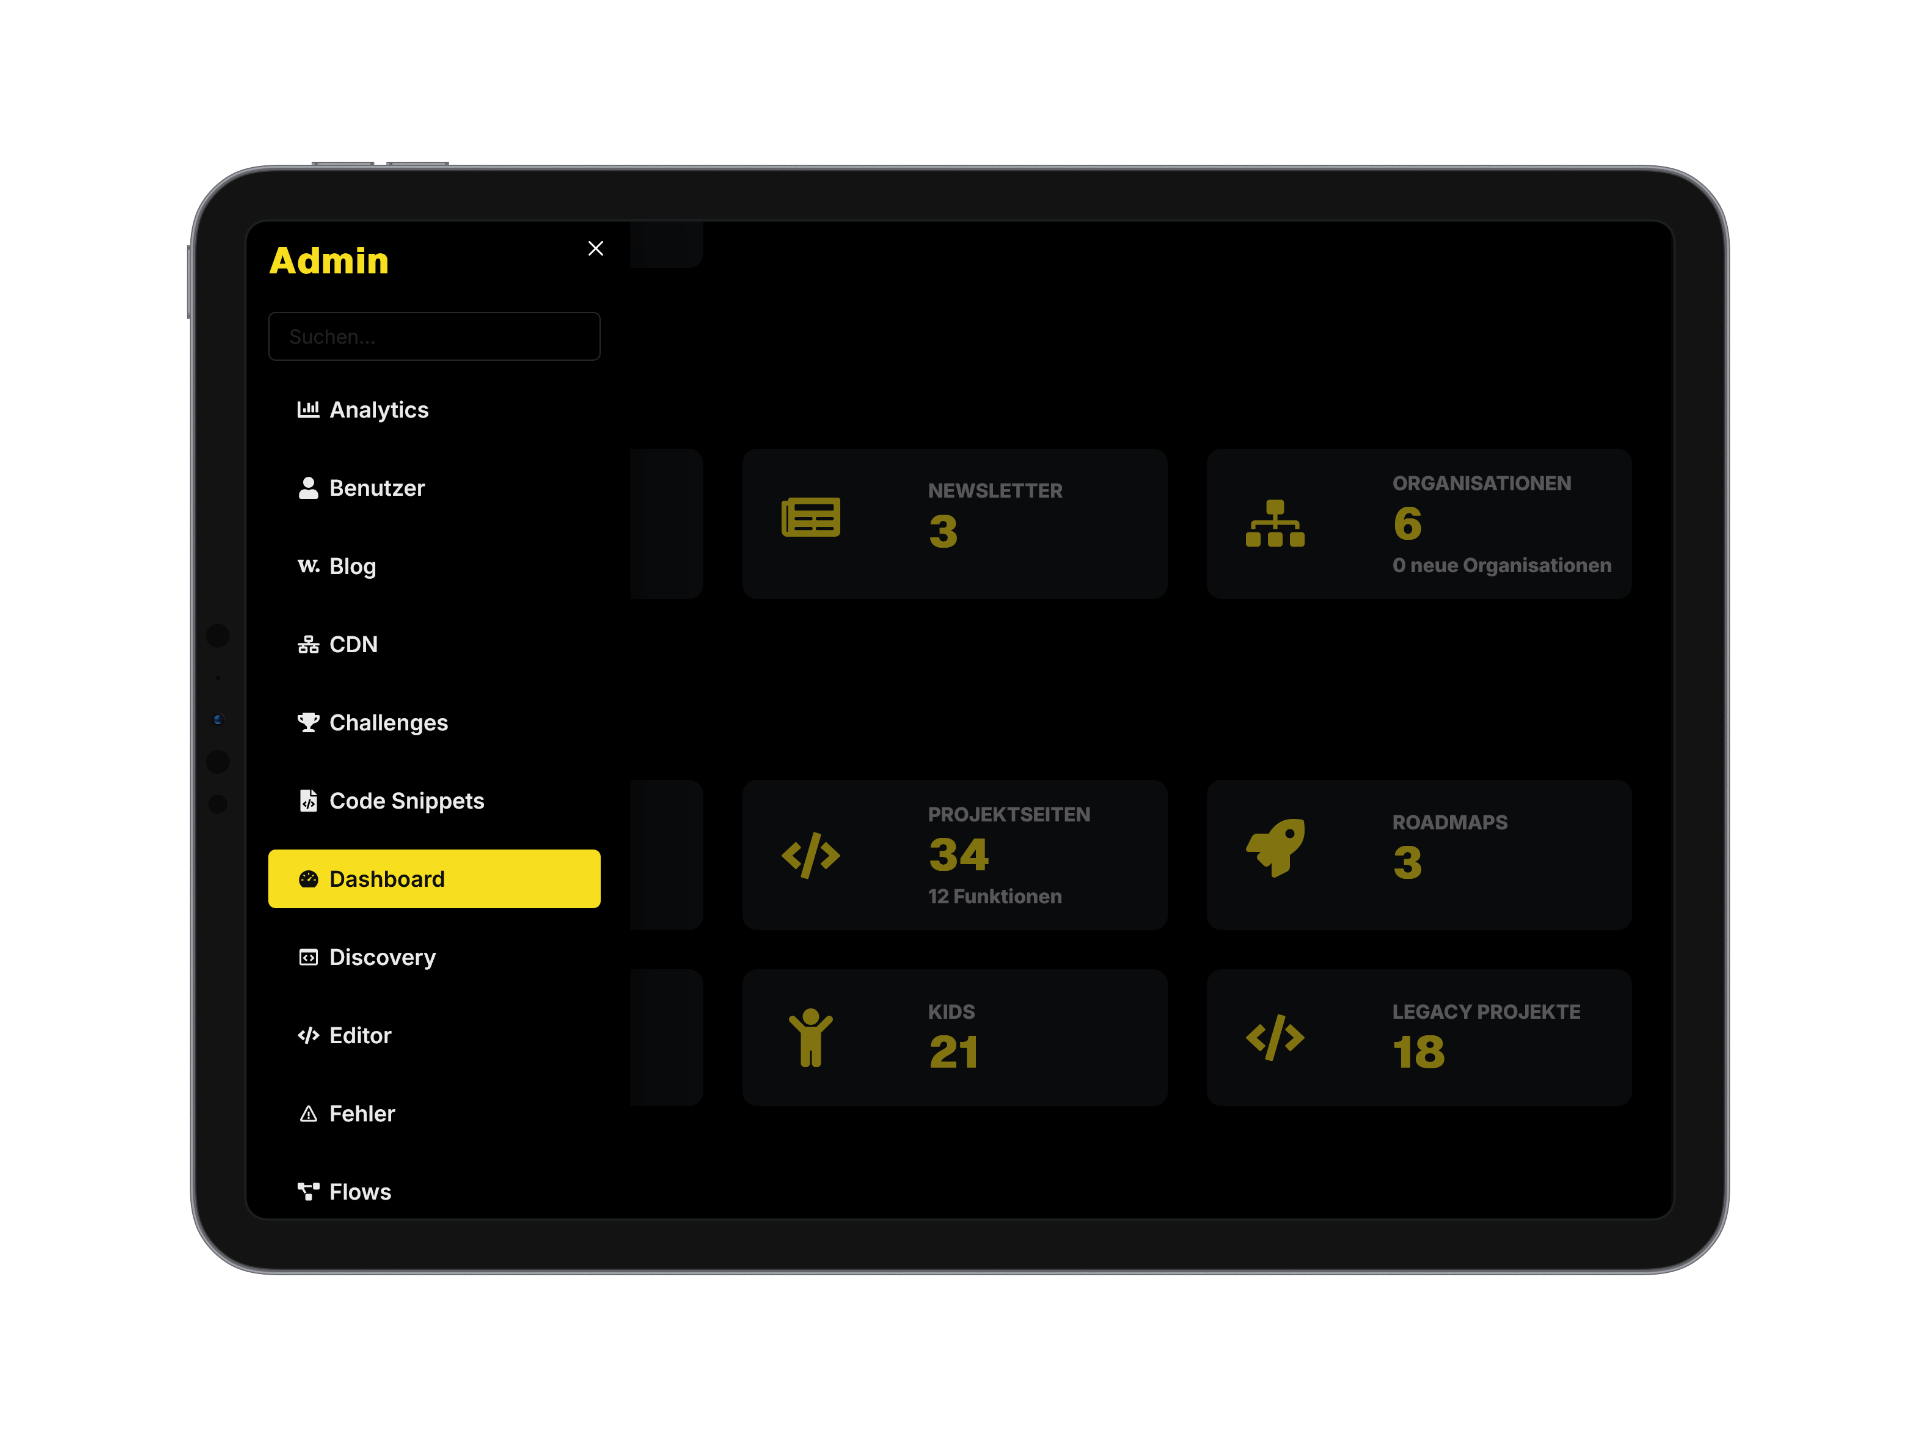 Admin
Suchen...
Analytics
Benutzer
Blog
CDN
Challenges
Code Snippets
Dashboard
Discovery
Editor
Fehler
Flows
NEWSLETTER
3
ORGANISATIONEN
6
0 neue Organisationen
PROJEKTSEITEN
34
12 Funktionen
ROADMAPS
3
KIDS
21
LEGACY PROJEKTE
18